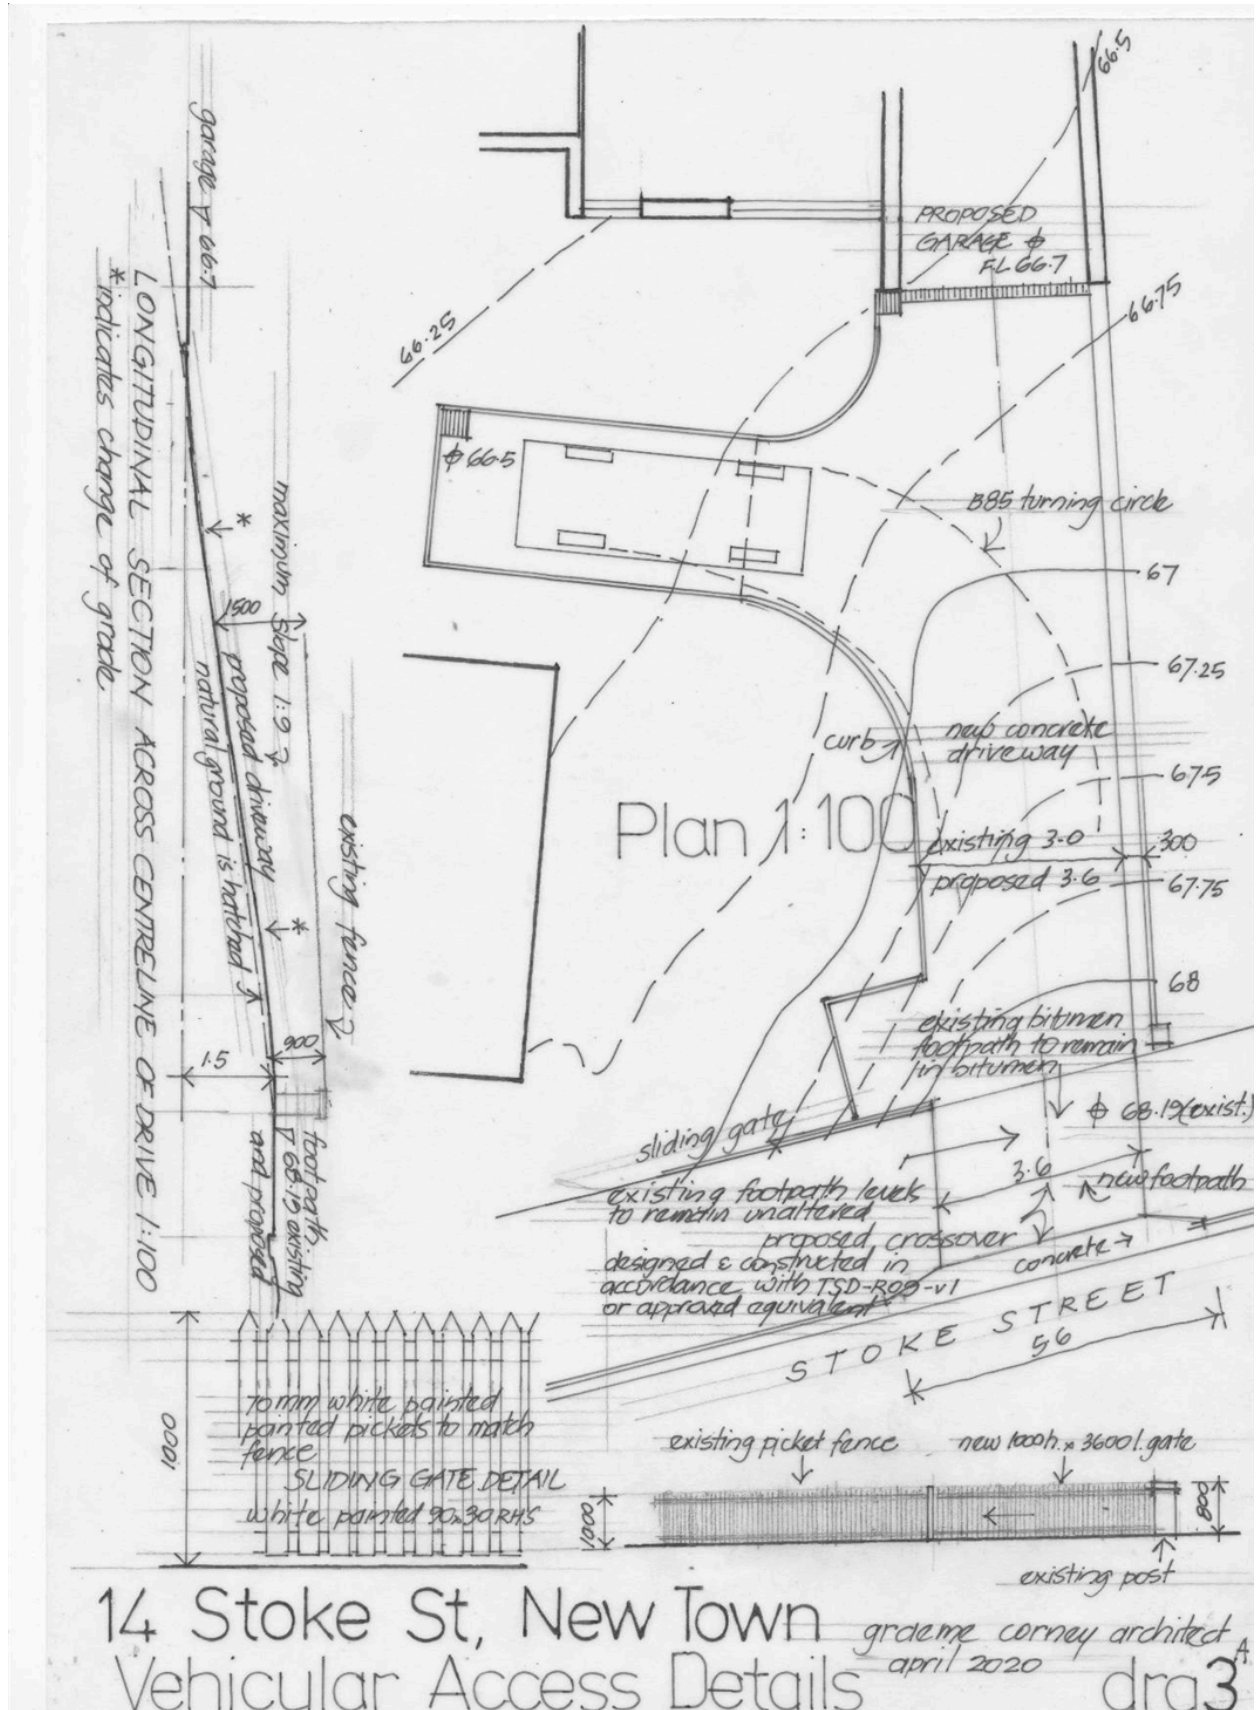 66.5
PROPOSED
GARAGE ⌽
FL 66.7
66.25
66.75
⌽ 66.5
B85 turning circle
67
67.25
curb
new concrete
driveway
67.5
Plan 1:100
existing 3.0
300
proposed 3.6
67.75
68
existing bitumen
footpath to remain
in bitumen
⌽ 68.19 (exist.)
sliding gate
3.6
new footpath
existing footpath levels
to remain unaltered
proposed crossover
designed & constructed in
accordance with TSD-R09-v1
or approved equivalent
concrete →
STOKE STREET
56
garage ▽ 66.7
LONGITUDINAL SECTION ACROSS CENTRELINE OF DRIVE 1:100
*indicates change of grade
*
maximum slope 1:9
1500
proposed driveway
natural ground is hatched
*
existing fence
900
1.5
footpath
▽ 68.19 existing
and proposed
1000
70mm white painted
painted pickets to match
fence
SLIDING GATE DETAIL
white painted 90x30 RHS
existing picket fence
new 1000h. x 3600l. gate
1000
800
existing post
14 Stoke St, New Town
graeme corney architect
april 2020
Vehicular Access Details
drg3 A